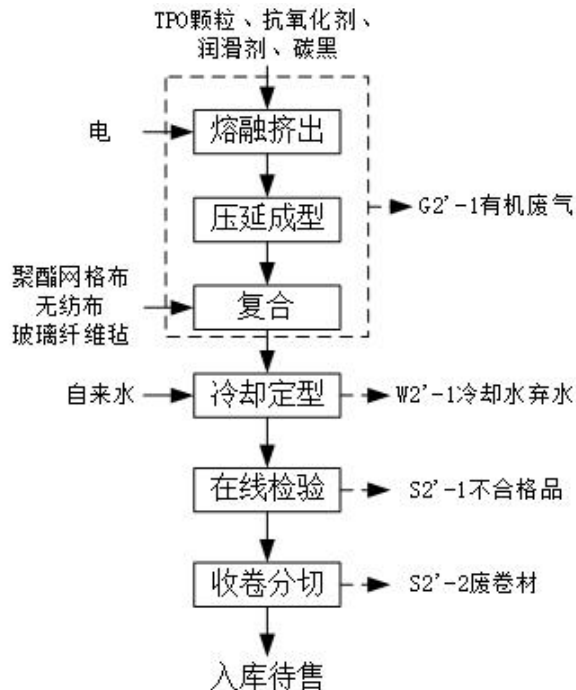 TPO颗粒、抗氧化剂、
润滑剂、碳黑
电
熔融挤出
压延成型
G2'-1有机废气
聚酯网格布
无纺布
玻璃纤维毡
复合
自来水
冷却定型
W2'-1冷却水弃水
在线检验
S2'-1不合格品
收卷分切
S2'-2废卷材
入库待售